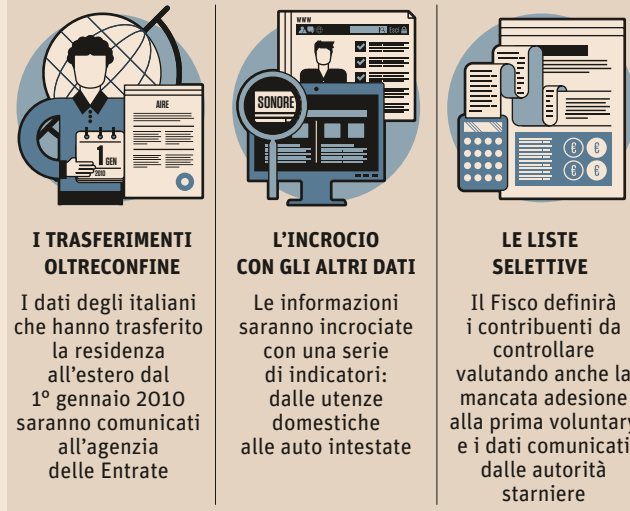 AIRE
1
GEN
2010
I TRASFERIMENTI
OLTRECONFINE
I dati degli italiani
che hanno trasferito
la residenza
all'estero dal
1° gennaio 2010
saranno comunicati
all'agenzia
delle Entrate
WWW
SONORE
L'INCROCIO
CON GLI ALTRI DATI
Le informazioni
saranno incrociate
con una serie
di indicatori:
dalle utenze
domestiche
alle auto intestate
€ €
€ €
LE LISTE
SELETTIVE
Il Fisco definirà
i contribuenti da
controllare
valutando anche la
mancata adesione
alla prima voluntary
e i dati comunicati
dalle autorità
starniere